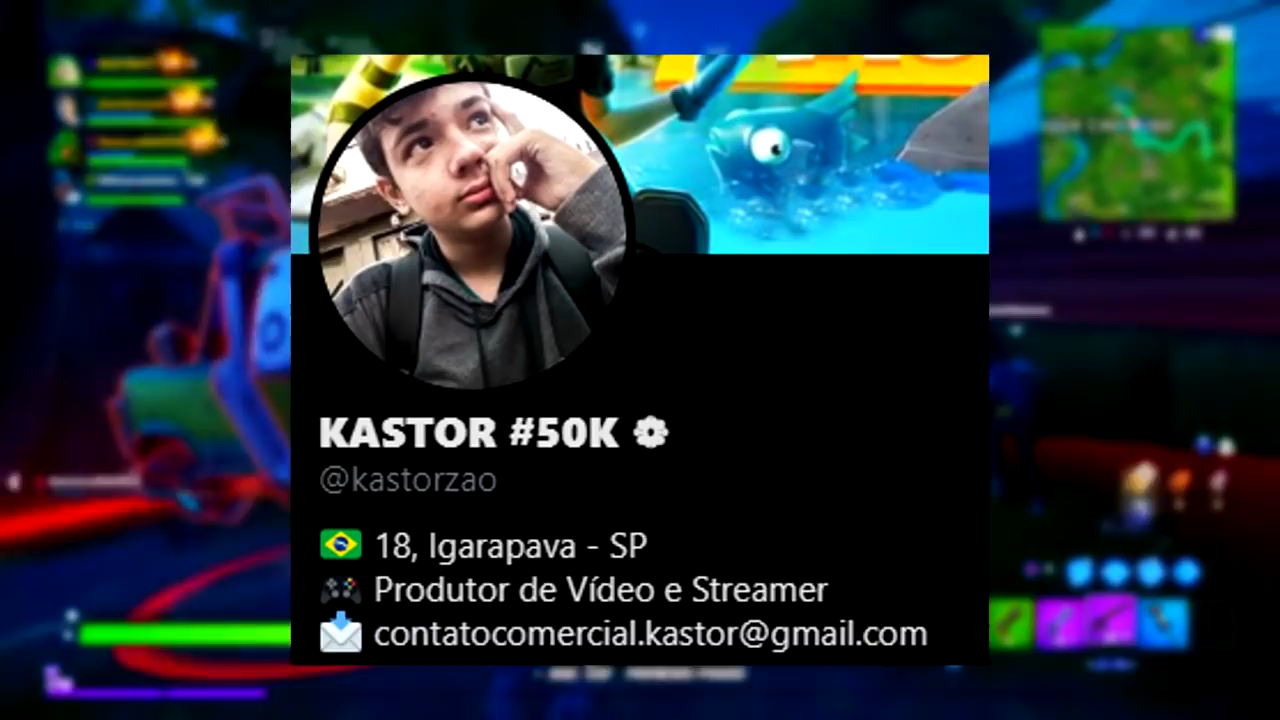 KASTOR #50K
@kastorzao
18, Igarapava - SP
Produtor de Vídeo e Streamer
contatocomercial.kastor@gmail.com